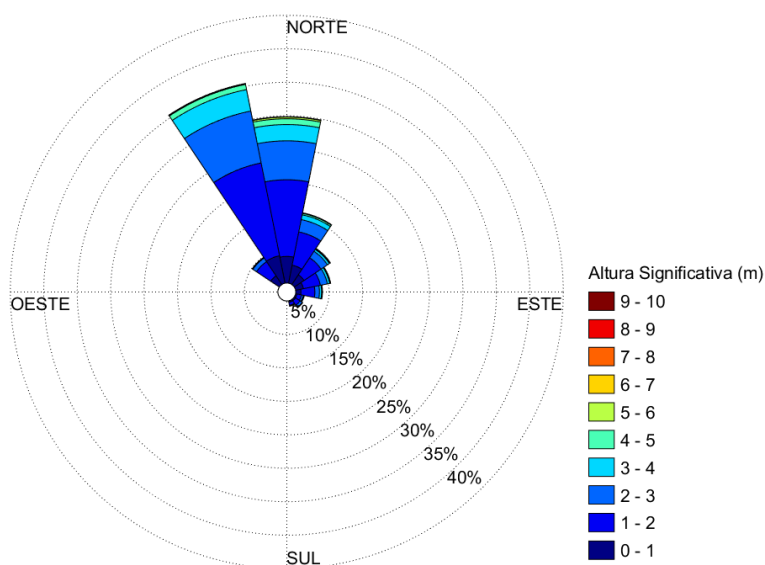 NORTE
OESTE
ESTE
SUL
5%
10%
15%
20%
25%
30%
35%
40%
Altura Significativa (m)
9 - 10
8 - 9
7 - 8
6 - 7
5 - 6
4 - 5
3 - 4
2 - 3
1 - 2
0 - 1